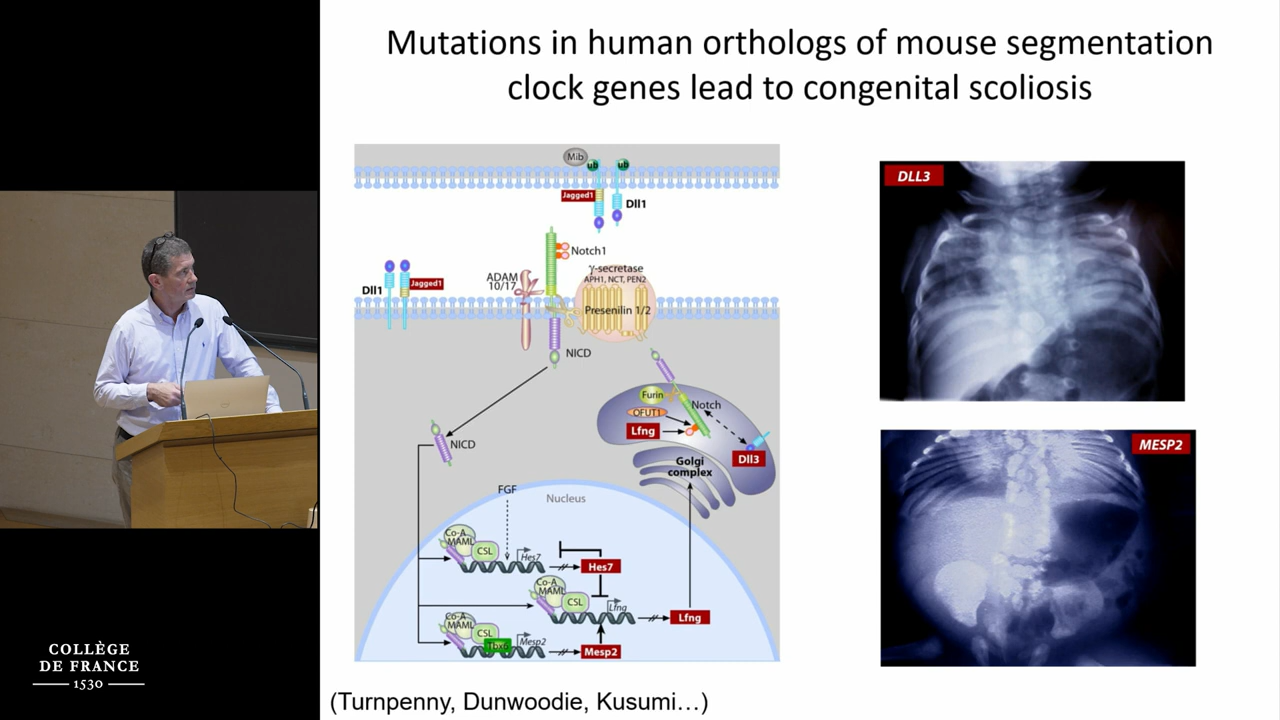 Mutations in human orthologs of mouse segmentation
clock genes lead to congenital scoliosis
Mib
ub
ub
Jagged1
Dll1
Notch1
γ-secretase
APH1, NCT, PEN2
ADAM
10/17
Jagged1
Dll1
Presenilin 1/2
NICD
Furin
Notch
OFUT1
Lfng
Dll3
Golgi
complex
NICD
FGF
Nucleus
Co-A
MAML
CSL
Hes7
Hes7
Co-A
MAML
CSL
Lfng
Lfng
Co-A
MAML
CSL
Mesp2
Mesp2
DLL3
MESP2
COLLÈGE
DE FRANCE
1530
(Turnpenny, Dunwoodie, Kusumi…)